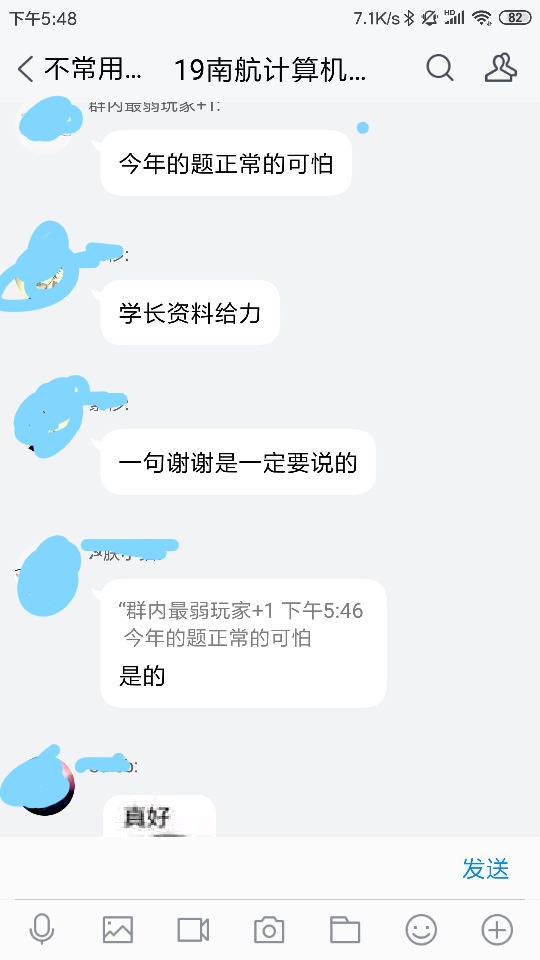 下午5:48
7.1K/s
HD
82
不常用...
19南航计算机...
群内最弱玩家+1:
今年的题正常的可怕
学长资料给力
一句谢谢是一定要说的
“群内最弱玩家+1 下午5:46
今年的题正常的可怕
是的
真好
发送